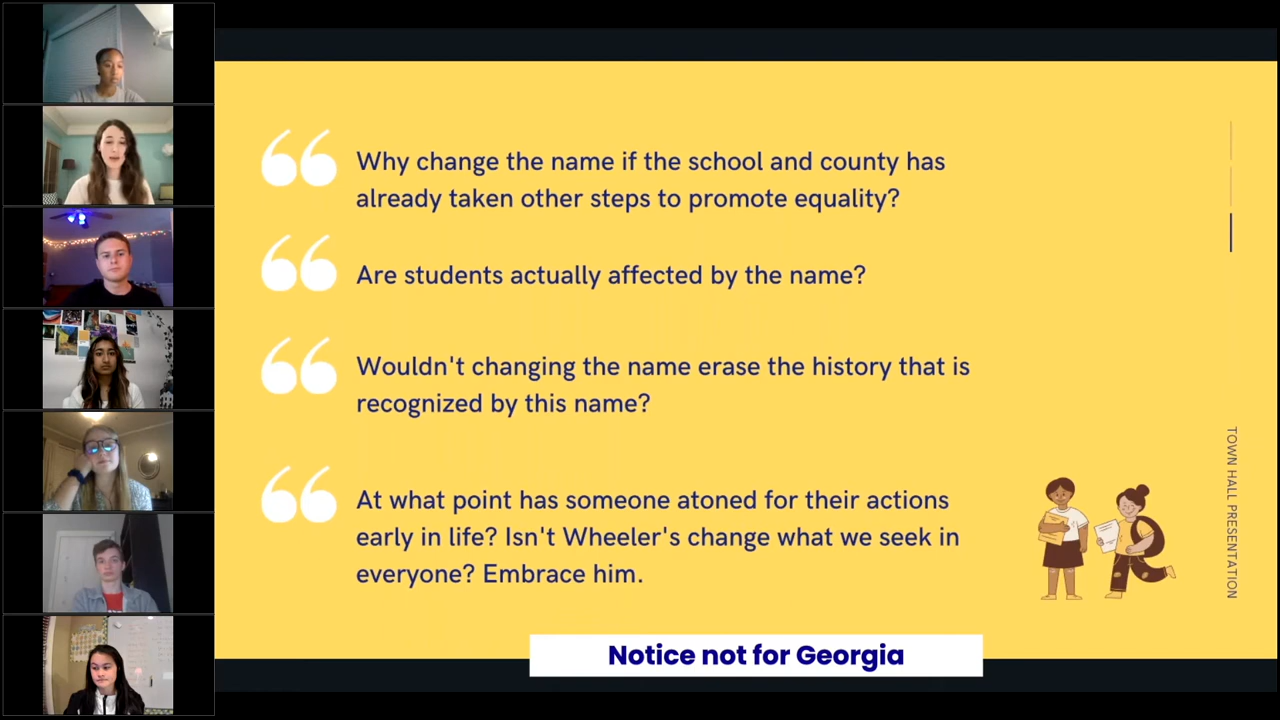 Why change the name if the school and county has
already taken other steps to promote equality?
Are students actually affected by the name?
Wouldn't changing the name erase the history that is
recognized by this name?
At what point has someone atoned for their actions
early in life? Isn't Wheeler's change what we seek in
everyone? Embrace him.
TOWN HALL PRESENTATION
Notice not for Georgia